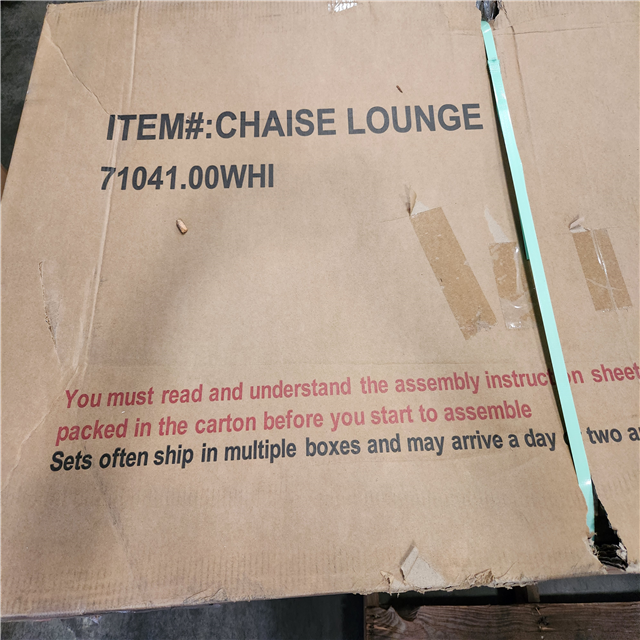 ITEM#:CHAISE LOUNGE
71041.00WHI
You must read and understand the assembly instruction sheet
packed in the carton before you start to assemble
Sets often ship in multiple boxes and may arrive a day or two